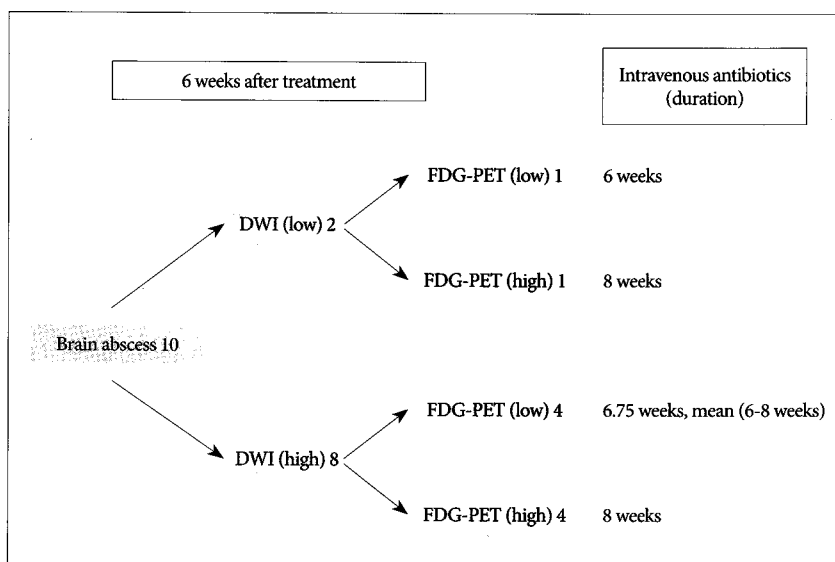 6 weeks after treatment
Intravenous antibiotics
(duration)
FDG-PET (low) 1 6 weeks
DWI (low) 2
FDG-PET (high) 1 8 weeks
Brain abscess 10
FDG-PET (low) 4 6.75 weeks, mean (6-8 weeks)
DWI (high) 8
FDG-PET (high) 4 8 weeks